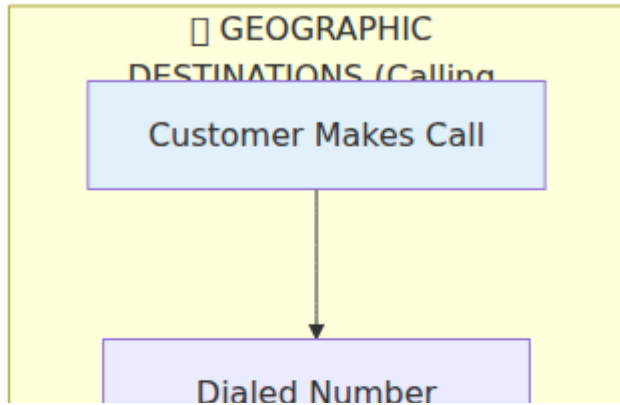 GEOGRAPHIC
DESTINATIONS (Calling
Customer Makes Call
Dialed Number